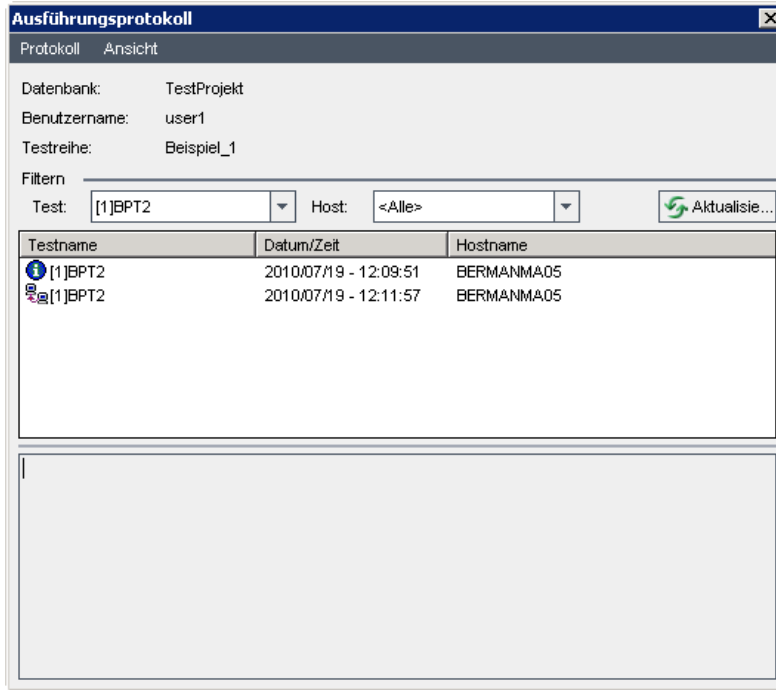 Ausführungsprotokoll
Protokoll Ansicht
Datenbank: TestProjekt
Benutzername: user1
Testreihe: Beispiel_1
Filtern
Test: [1]BPT2 Host: <Alle> Aktualisie...
Testname Datum/Zeit Hostname
[1]BPT2 2010/07/19 - 12:09:51 BERMANMA05
[1]BPT2 2010/07/19 - 12:11:57 BERMANMA05